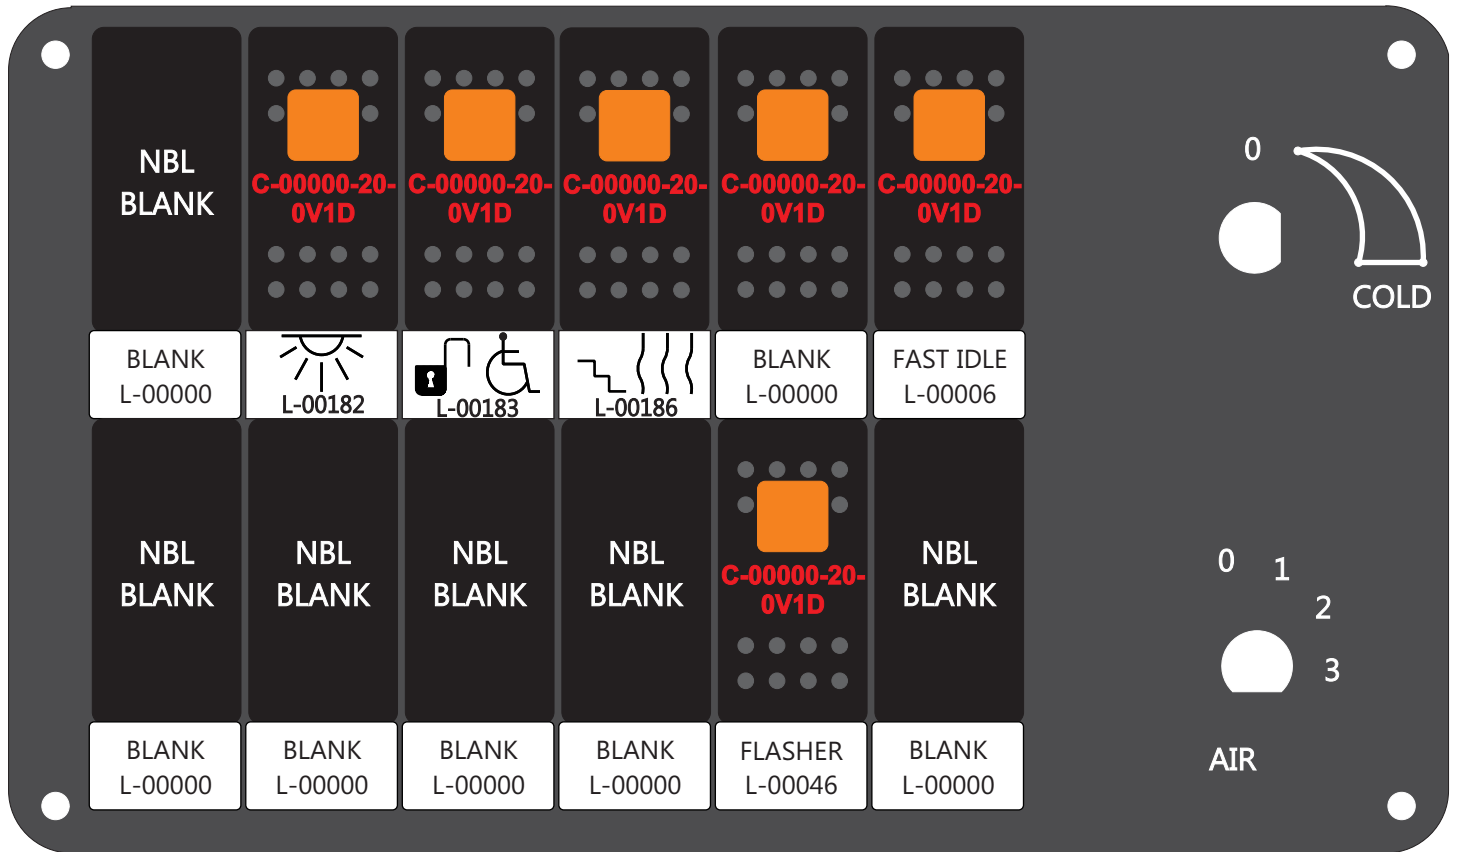 NBL
BLANK
C-00000-20-
0V1D
C-00000-20-
0V1D
C-00000-20-
0V1D
C-00000-20-
0V1D
C-00000-20-
0V1D
BLANK
L-00000
L-00182
L-00183
L-00186
BLANK
L-00000
FAST IDLE
L-00006
NBL
BLANK
NBL
BLANK
NBL
BLANK
NBL
BLANK
C-00000-20-
0V1D
NBL
BLANK
BLANK
L-00000
BLANK
L-00000
BLANK
L-00000
BLANK
L-00000
FLASHER
L-00046
BLANK
L-00000
0
COLD
0
1
2
3
AIR